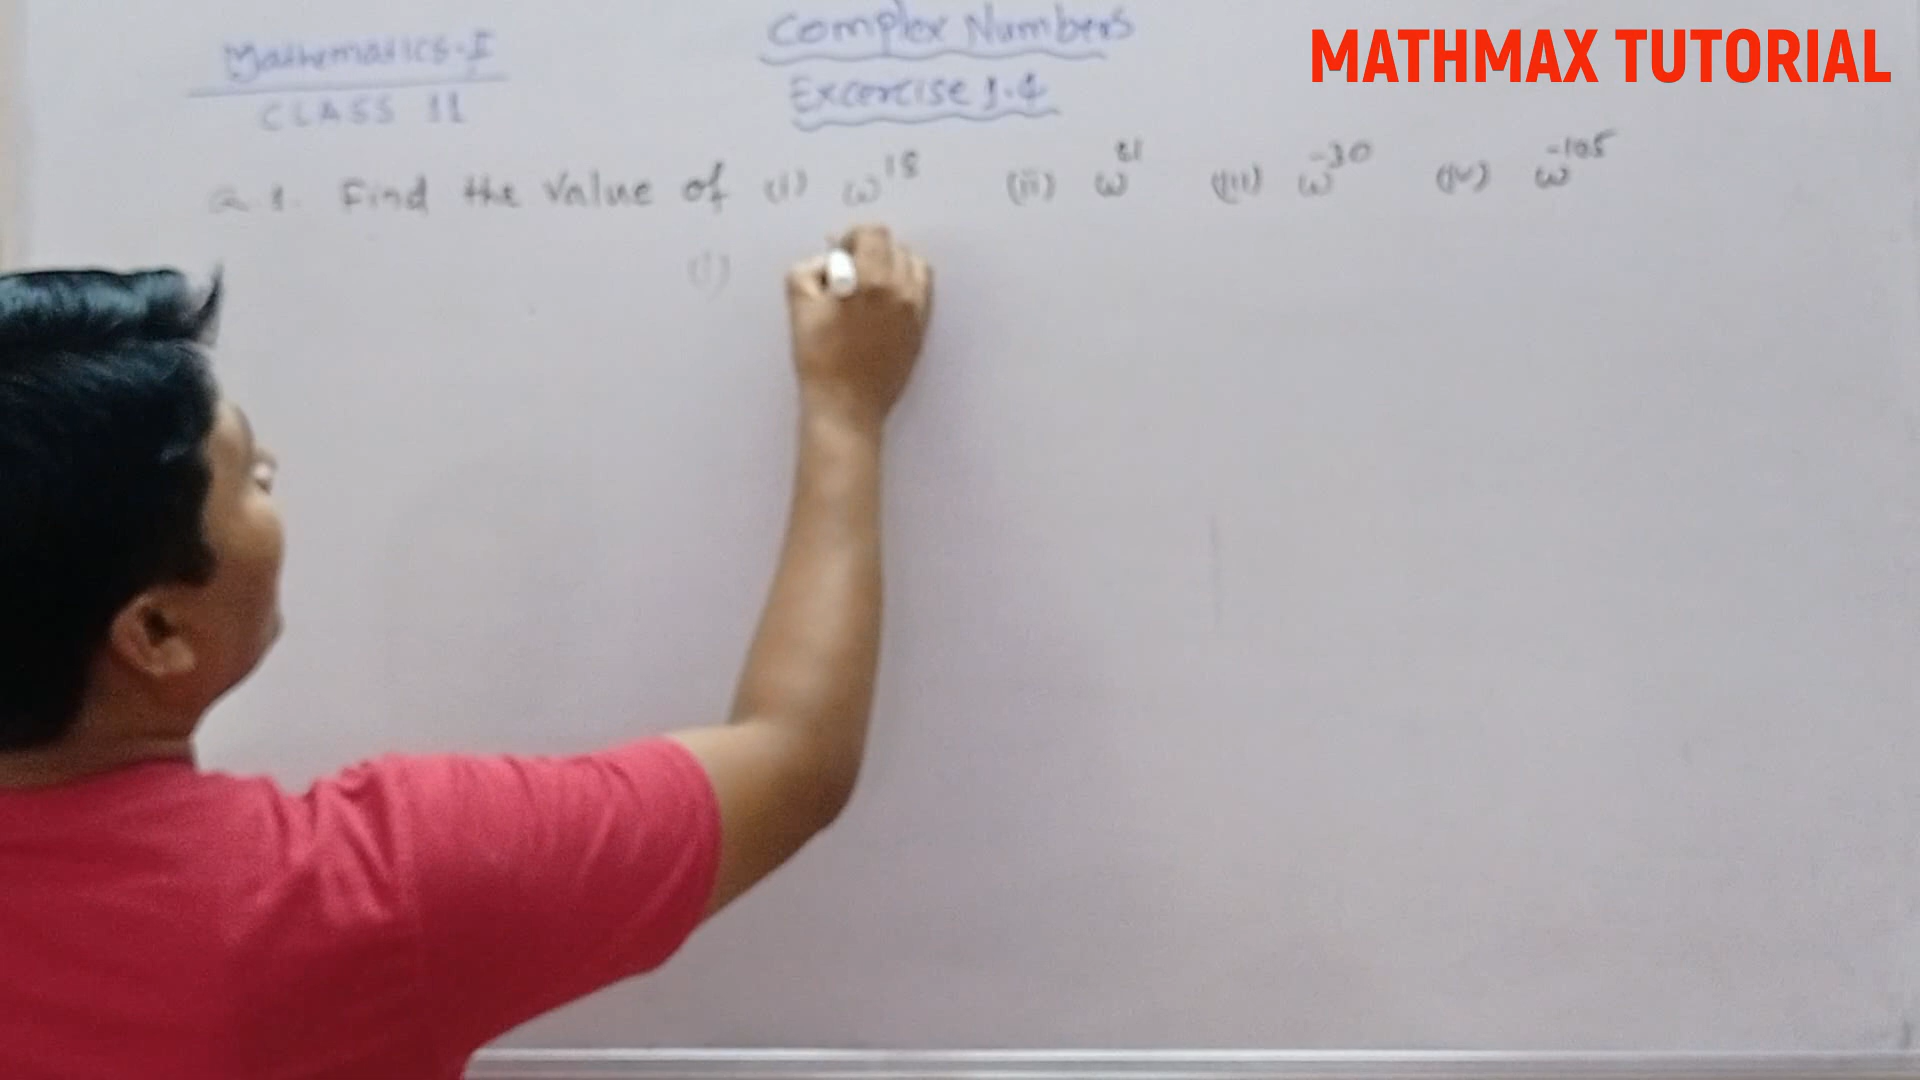 Mathematics-I
CLASS 11
Complex Numbers
Excercise 1.4
MATHMAX TUTORIAL
Q.1. Find the Value of (i) ω^18 (ii) ω^21 (iii) ω^-30 (iv) ω^-105
(i)